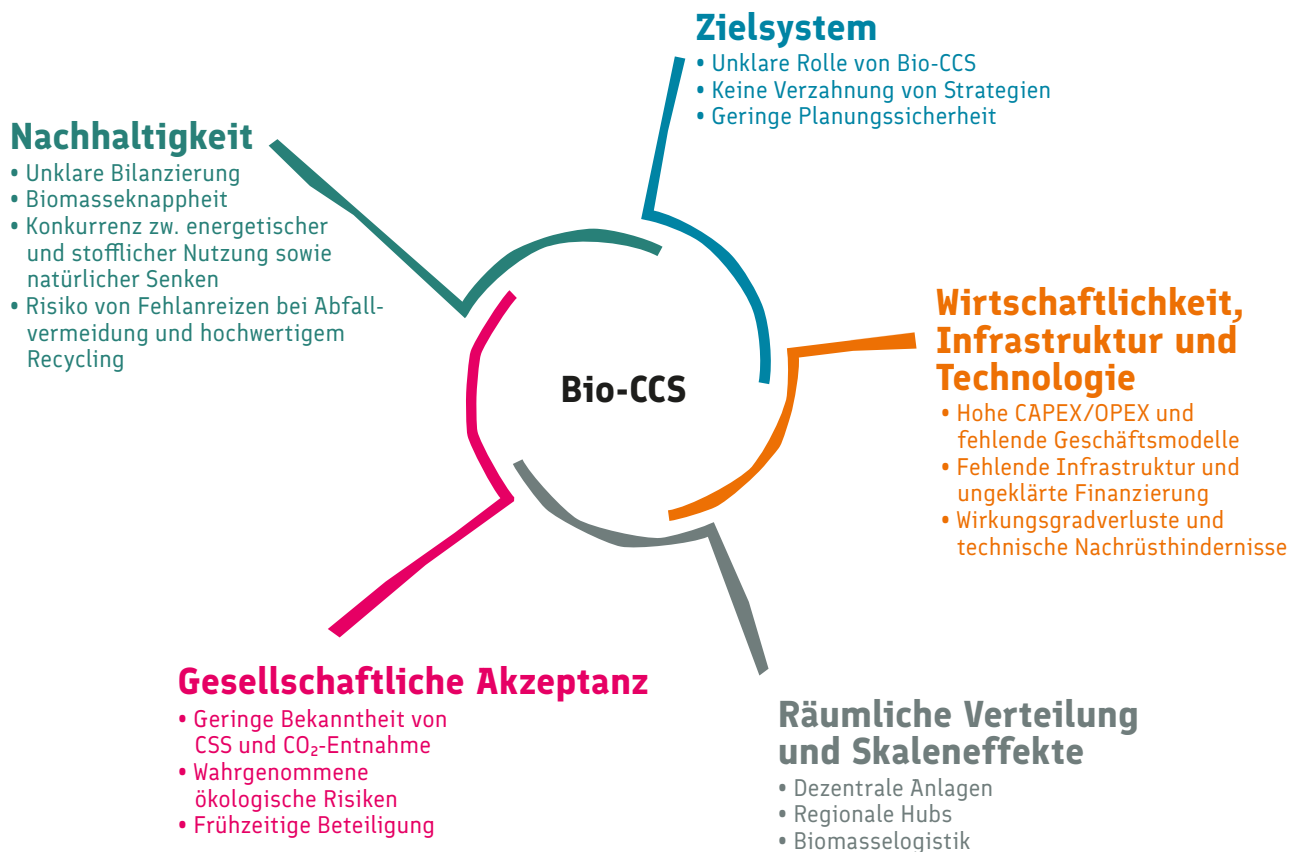 Zielsystem
• Unklare Rolle von Bio-CCS
• Keine Verzahnung von Strategien
• Geringe Planungssicherheit
Nachhaltigkeit
• Unklare Bilanzierung
• Biomasseknappheit
• Konkurrenz zw. energetischer
und stofflicher Nutzung sowie
natürlicher Senken
• Risiko von Fehlanreizen bei Abfall-
vermeidung und hochwertigem
Recycling
Wirtschaftlichkeit,
Infrastruktur und
Technologie
• Hohe CAPEX/OPEX und
fehlende Geschäftsmodelle
• Fehlende Infrastruktur und
ungeklärte Finanzierung
• Wirkungsgradverluste und
technische Nachrüsthindernisse
Bio-CCS
Gesellschaftliche Akzeptanz
• Geringe Bekanntheit von
CSS und CO₂-Entnahme
• Wahrgenommene
ökologische Risiken
• Frühzeitige Beteiligung
Räumliche Verteilung
und Skaleneffekte
• Dezentrale Anlagen
• Regionale Hubs
• Biomasselogistik